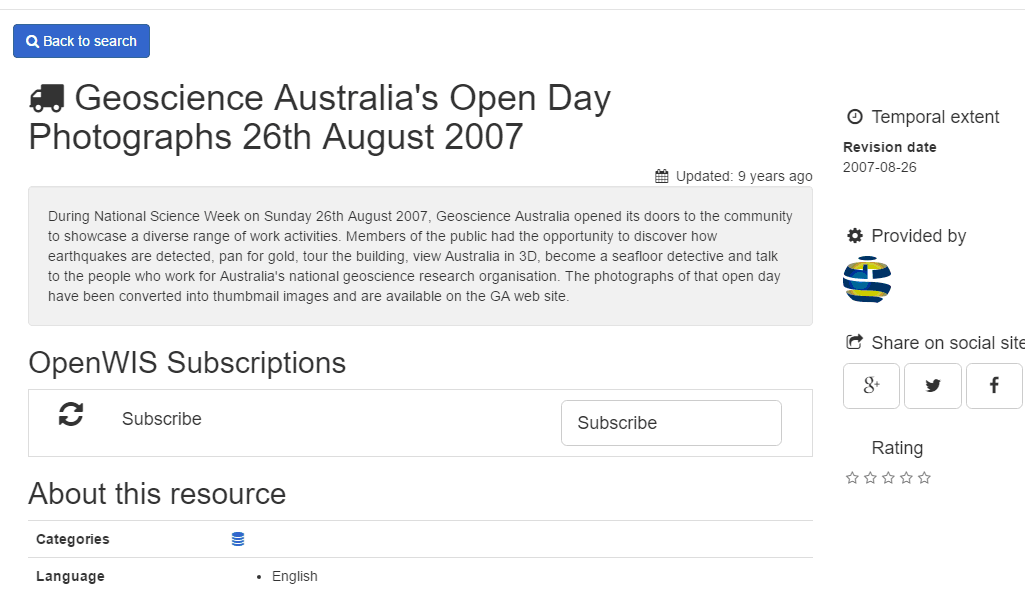 Back to search
Geoscience Australia's Open Day
Photographs 26th August 2007
Updated: 9 years ago
During National Science Week on Sunday 26th August 2007, Geoscience Australia opened its doors to the community
to showcase a diverse range of work activities. Members of the public had the opportunity to discover how
earthquakes are detected, pan for gold, tour the building, view Australia in 3D, become a seafloor detective and talk
to the people who work for Australia's national geoscience research organisation. The photographs of that open day
have been converted into thumbmail images and are available on the GA web site.
OpenWIS Subscriptions
Subscribe
Subscribe
About this resource
Categories
Language
• English
Temporal extent
Revision date
2007-08-26
Provided by
Share on social site
Rating